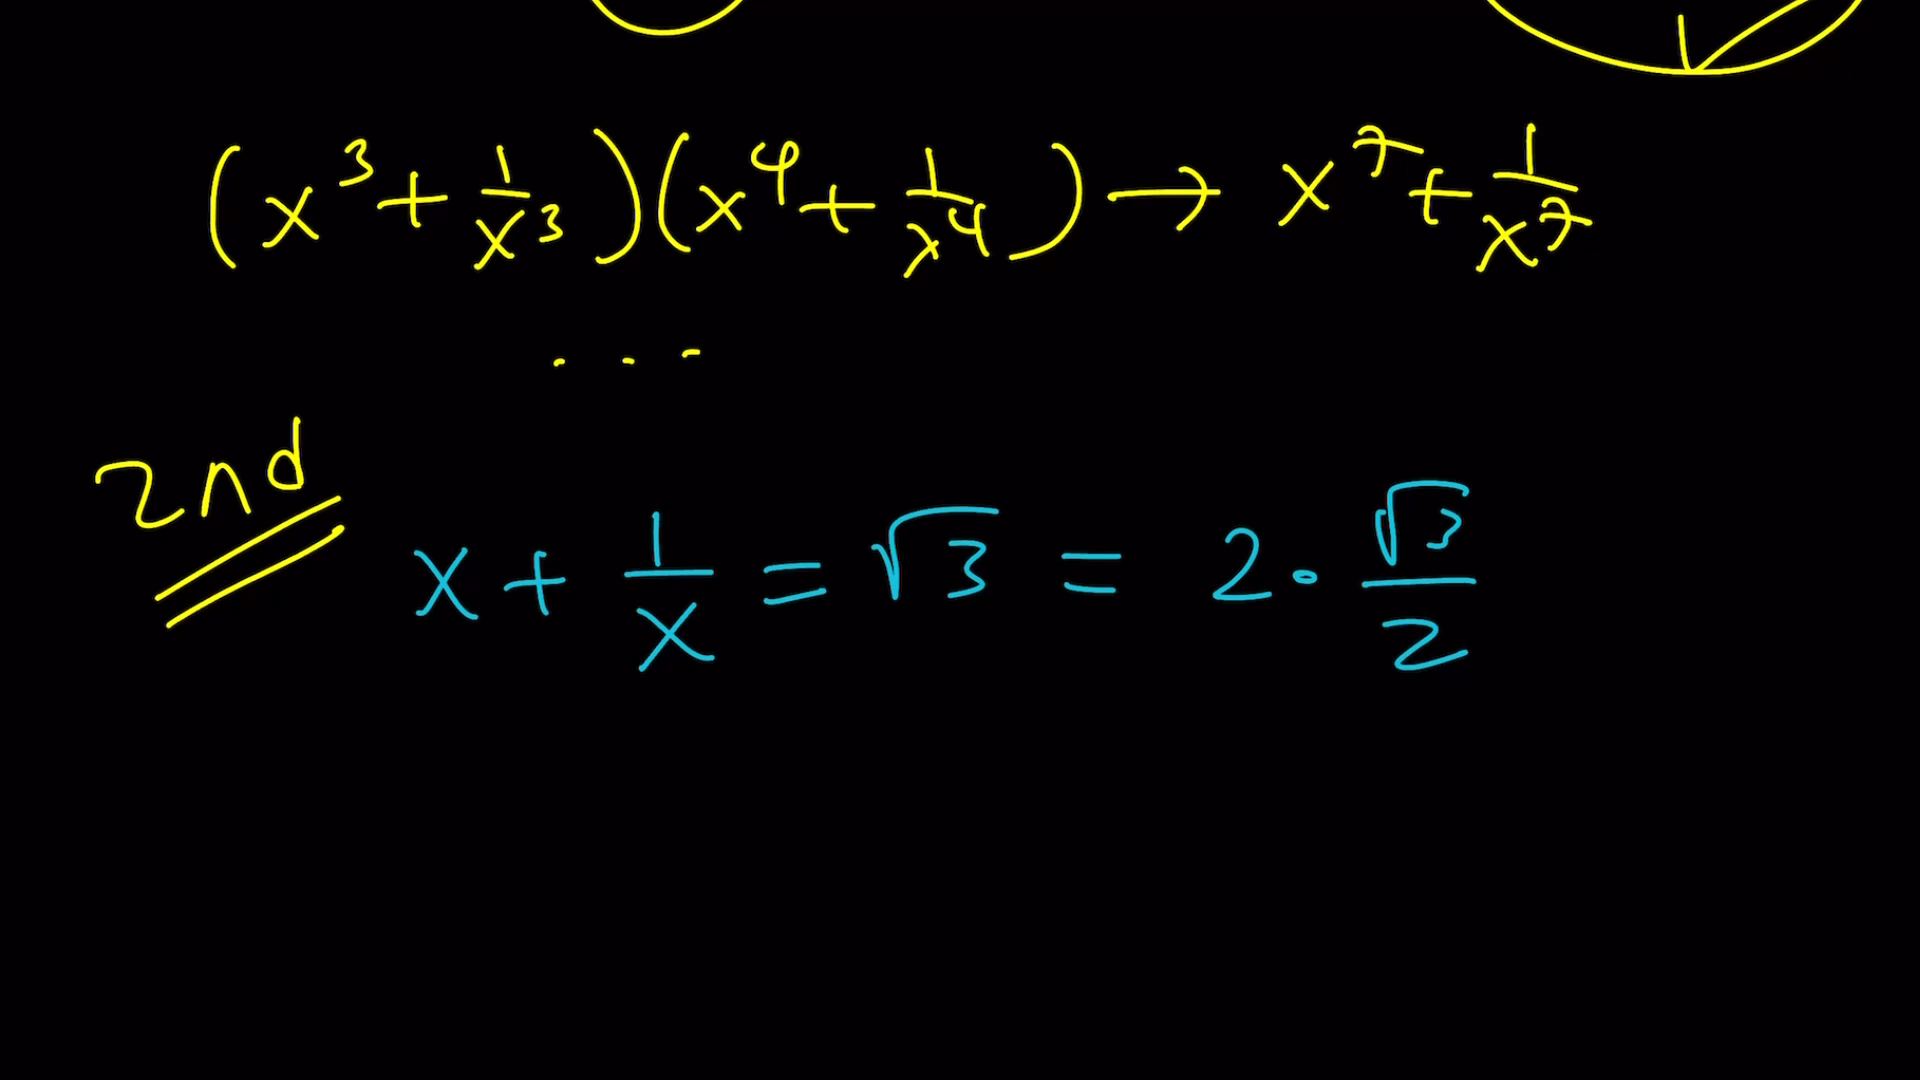 (x³ + 1/x³)(x⁴ + 1/x⁴) → x⁷ + 1/x⁷
. . .
2nd
x + 1/x = √3 = 2 · √3/2